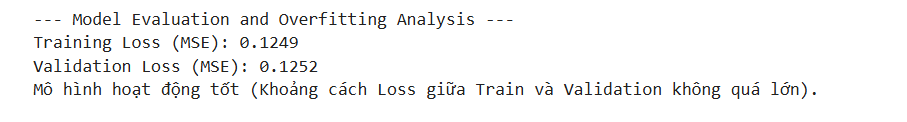 --- Model Evaluation and Overfitting Analysis ---
Training Loss (MSE): 0.1249
Validation Loss (MSE): 0.1252
Mô hình hoạt động tốt (Khoảng cách Loss giữa Train và Validation không quá lớn).